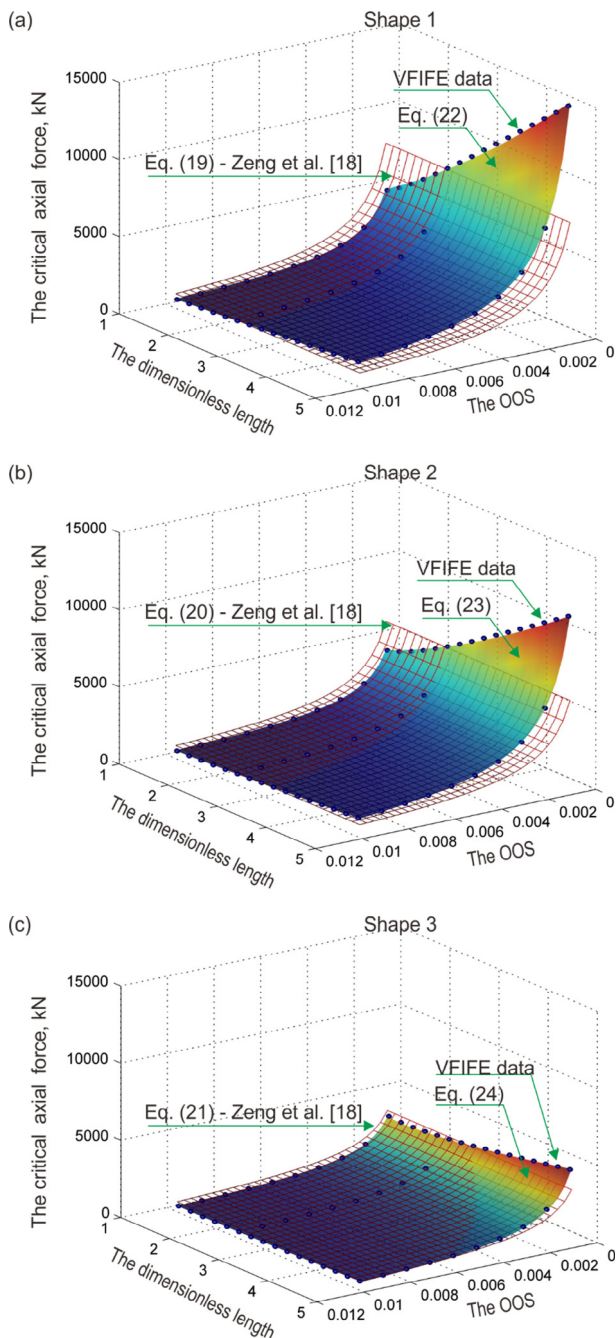 (a)
Shape 1
15000
VFIFE data
Eq. (22)
10000
Eq. (19) - Zeng et al. [18]
5000
The critical axial force, kN
0
1
2
3
4
5
The dimensionless length
0
0.002
0.004
0.006
0.008
0.01
0.012
The OOS
(b)
Shape 2
15000
VFIFE data
10000
Eq. (23)
Eq. (20) - Zeng et al. [18]
5000
The critical axial force, kN
0
1
2
3
4
5
The dimensionless length
0
0.002
0.004
0.006
0.008
0.01
0.012
The OOS
(c)
Shape 3
15000
10000
VFIFE data
Eq. (24)
Eq. (21) - Zeng et al. [18]
5000
The critical axial force, kN
0
1
2
3
4
5
The dimensionless length
0
0.002
0.004
0.006
0.008
0.01
0.012
The OOS